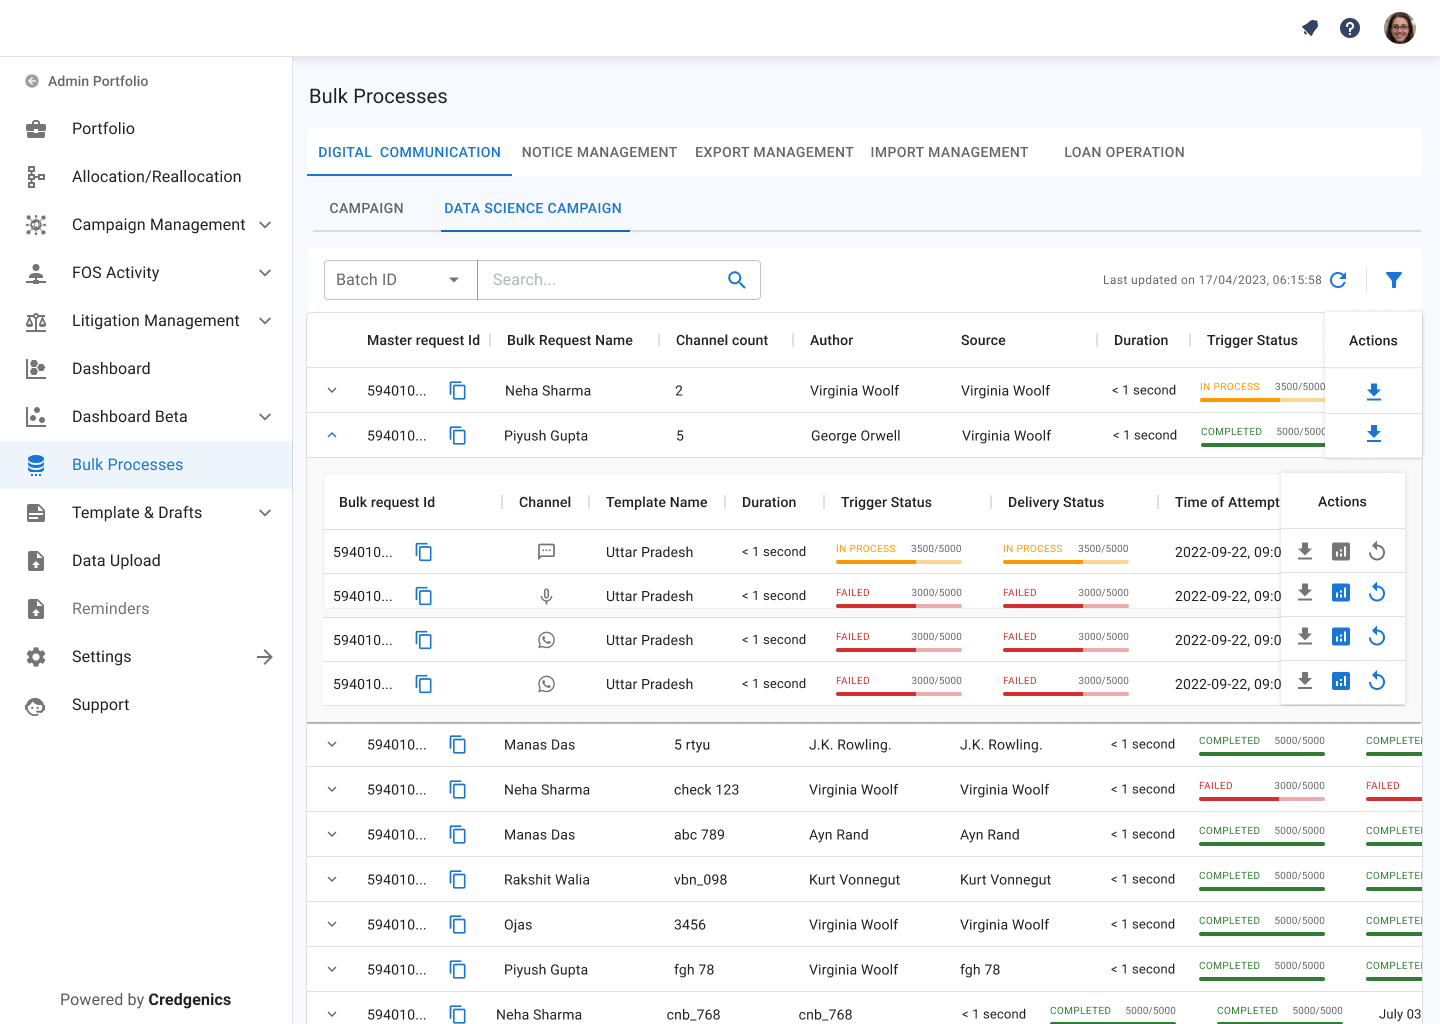 Admin Portfolio
Portfolio
Allocation/Reallocation
Campaign Management
FOS Activity
Litigation Management
Dashboard
Dashboard Beta
Bulk Processes
Template & Drafts
Data Upload
Reminders
Settings
Support
Powered by Credgenics
Bulk Processes
DIGITAL COMMUNICATION NOTICE MANAGEMENT EXPORT MANAGEMENT IMPORT MANAGEMENT LOAN OPERATION
CAMPAIGN DATA SCIENCE CAMPAIGN
Batch ID Search... Last updated on 17/04/2023, 06:15:58
Master request Id Bulk Request Name Channel count Author Source Duration Trigger Status Actions
594010... Neha Sharma 2 Virginia Woolf Virginia Woolf < 1 second IN PROCESS 3500/5000
594010... Piyush Gupta 5 George Orwell Virginia Woolf < 1 second COMPLETED 5000/5000
Bulk request Id Channel Template Name Duration Trigger Status Delivery Status Time of Attempt Actions
594010... Uttar Pradesh < 1 second IN PROCESS 3500/5000 IN PROCESS 3500/5000 2022-09-22, 09:0
594010... Uttar Pradesh < 1 second FAILED 3000/5000 FAILED 3000/5000 2022-09-22, 09:0
594010... Uttar Pradesh < 1 second FAILED 3000/5000 FAILED 3000/5000 2022-09-22, 09:0
594010... Uttar Pradesh < 1 second FAILED 3000/5000 FAILED 3000/5000 2022-09-22, 09:0
594010... Manas Das 5 rtyu J.K. Rowling. J.K. Rowling. < 1 second COMPLETED 5000/5000 COMPLETE
594010... Neha Sharma check 123 Virginia Woolf Virginia Woolf < 1 second FAILED 3000/5000 FAILED
594010... Manas Das abc 789 Ayn Rand Ayn Rand < 1 second COMPLETED 5000/5000 COMPLETE
594010... Rakshit Walia vbn_098 Kurt Vonnegut Kurt Vonnegut < 1 second COMPLETED 5000/5000 COMPLETE
594010... Ojas 3456 Virginia Woolf Virginia Woolf < 1 second COMPLETED 5000/5000 COMPLETE
594010... Piyush Gupta fgh 78 Virginia Woolf fgh 78 < 1 second COMPLETED 5000/5000 COMPLETE
594010... Neha Sharma cnb_768 cnb_768 < 1 second COMPLETED 5000/5000 COMPLETED 5000/5000 July 03